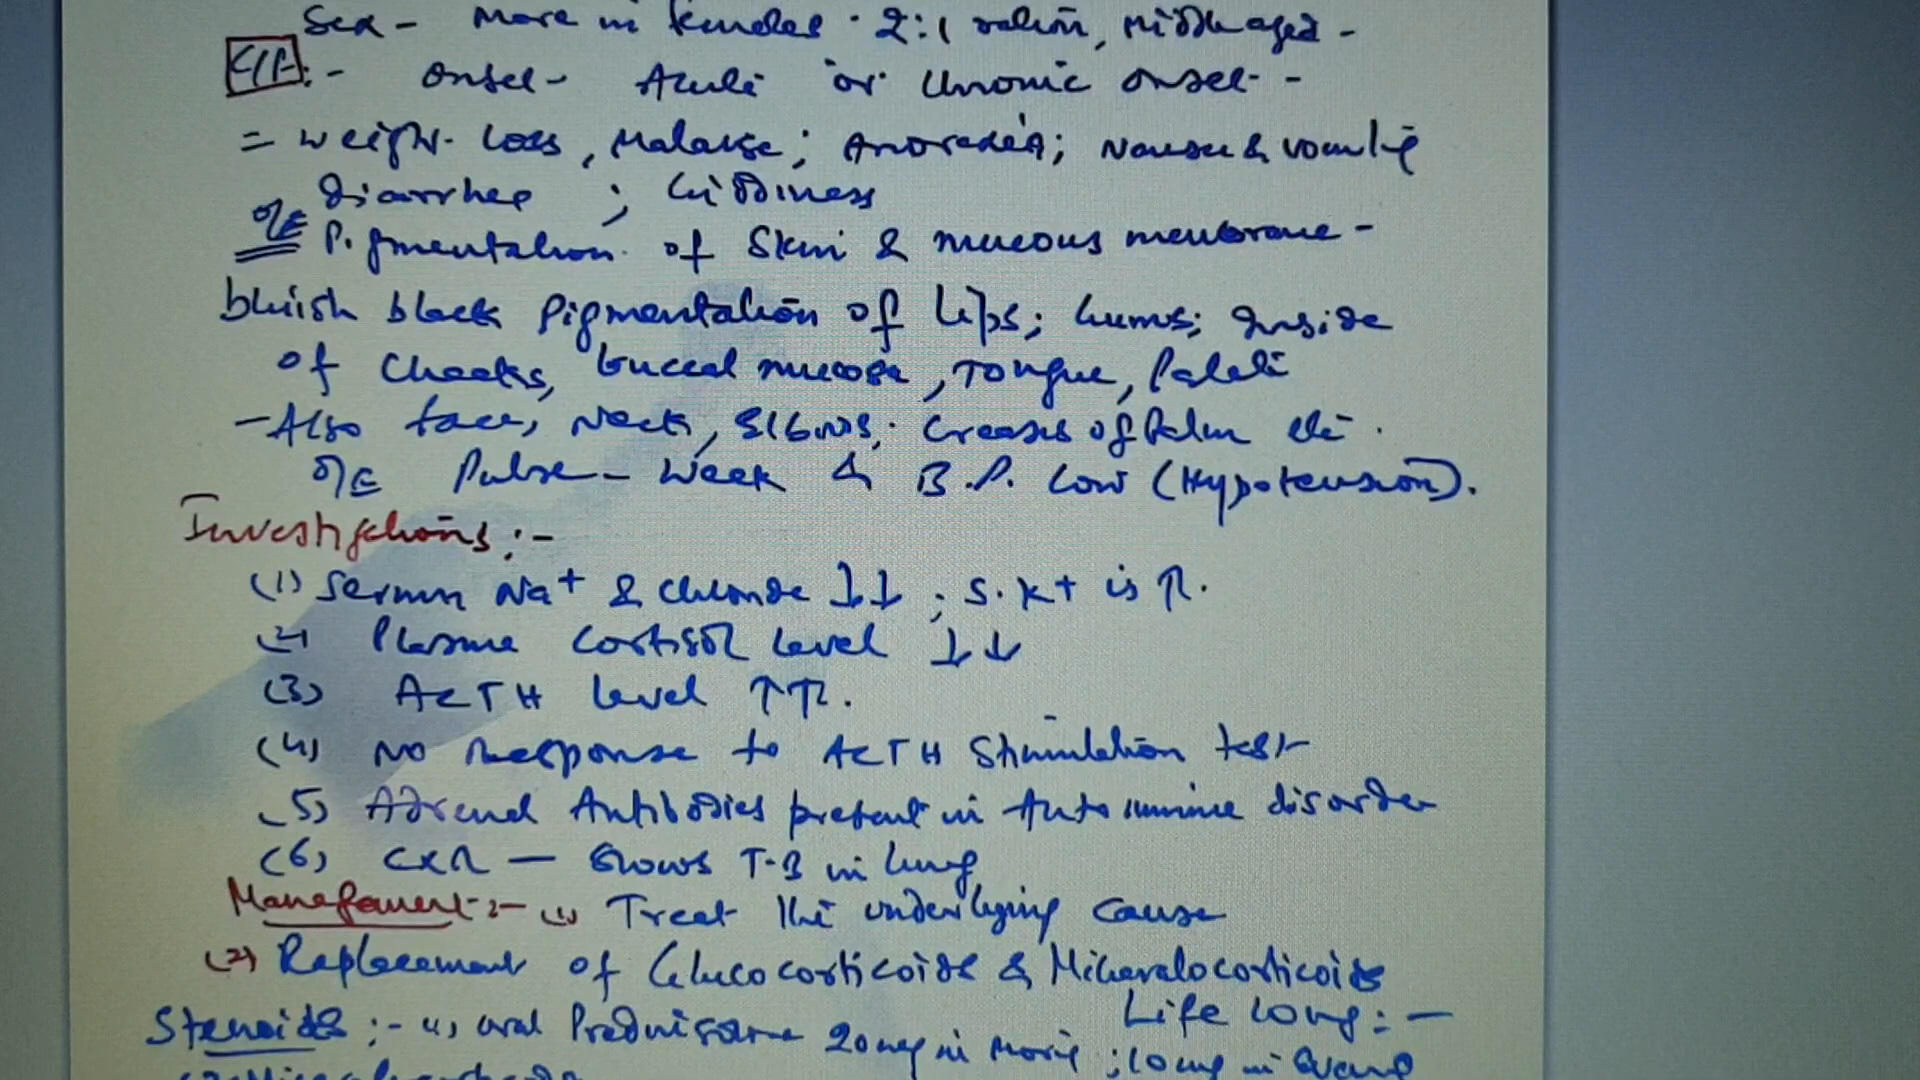 Sex - More in females. 2:1 ration, Middle aged -
C/F :- Onset - Acute or Chronic onset -
= Weight loss, Malaise; Anorexia; Nausea & vomiting
diarrhea ; Giddiness
O/E Pigmentation of Skin & mucous membrane -
bluish black Pigmentation of Lips; Gums; Inside
of Cheeks, buccal mucosa, Tongue, Palate
- Also face, Neck, Elbows; Creases of Palm etc.
O/E Pulse - Weak & B.P. Low (Hypotension).
Investigations :-
(1) Serum Na+ & Chloride ↓↓ ; S. K+ is ↑.
(2) Plasma Cortisol Level ↓↓
(3) ACTH Level ↑↑.
(4) No Response to ACTH Stimulation test
(5) Adrenal Antibodies present in Autoimmune disorder
(6) CXR — Shows T-B in lung
Management :- (1) Treat the underlying cause
(2) Replacement of Glucocorticoids & Mineralocorticoids
Life Long :-
Steroids :- (1) oral Prednisolone 20mg in Morning ; 10mg in Evening